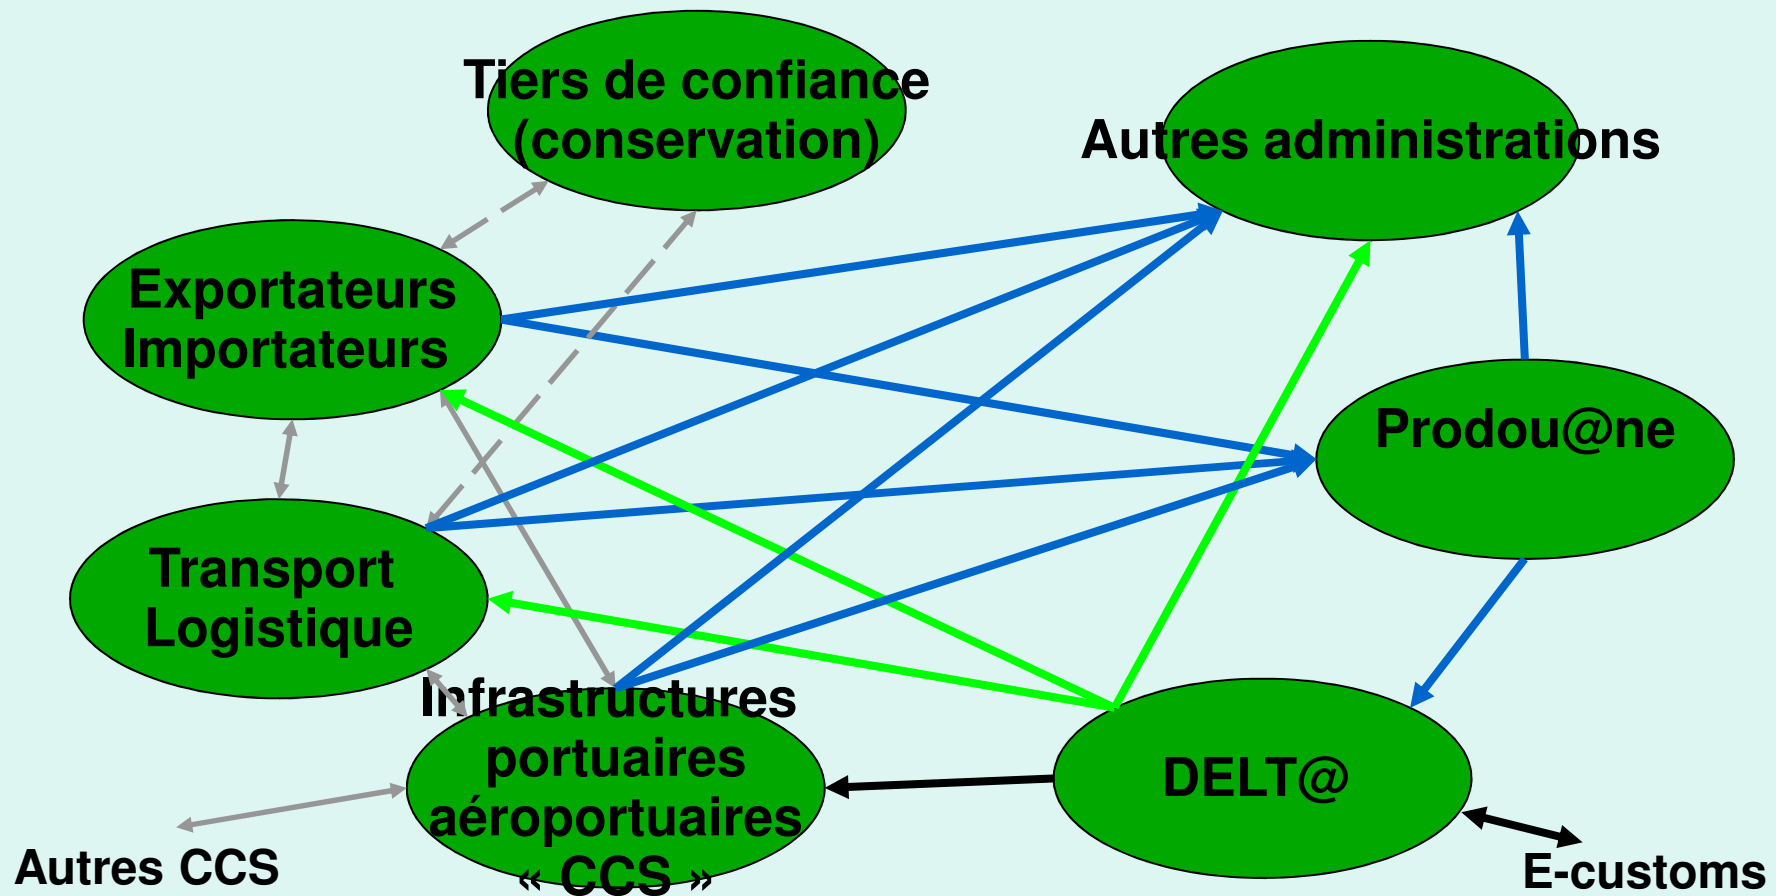 Tiers de confiance
(conservation)
Autres administrations
Exportateurs
Importateurs
Prodou@ne
Transport
Logistique
Infrastructures
portuaires
aéroportuaires
« CCS »
DELT@
Autres CCS
E-customs